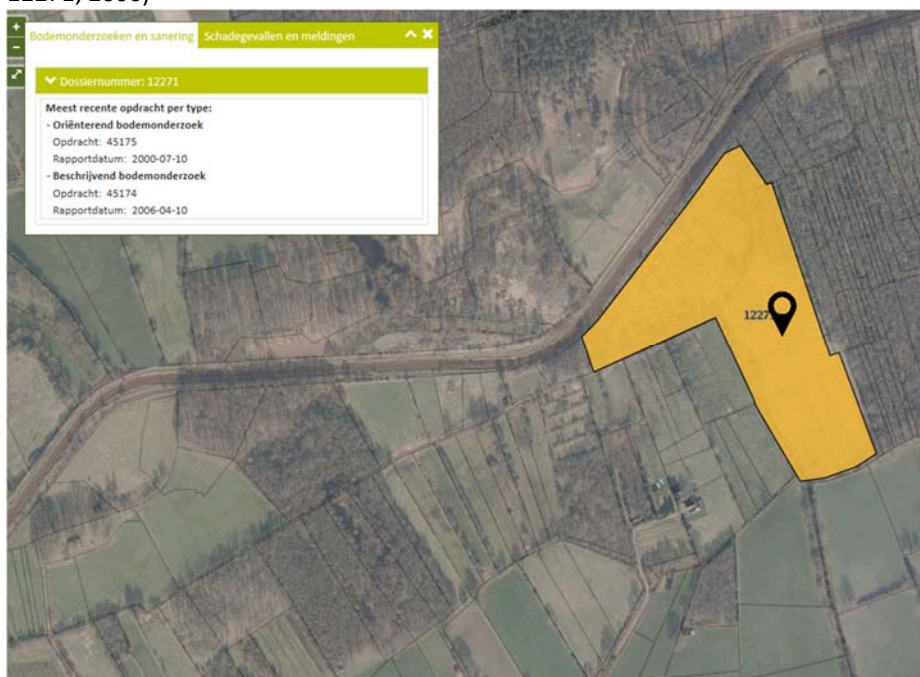 Bodemonderzoeken en sanering
Schadegevallen en meldingen
Dossiernummer: 12271
Meest recente opdracht per type:
- Oriënterend bodemonderzoek
Opdracht: 45175
Rapportdatum: 2000-07-10
- Beschrijvend bodemonderzoek
Opdracht: 45174
Rapportdatum: 2006-04-10